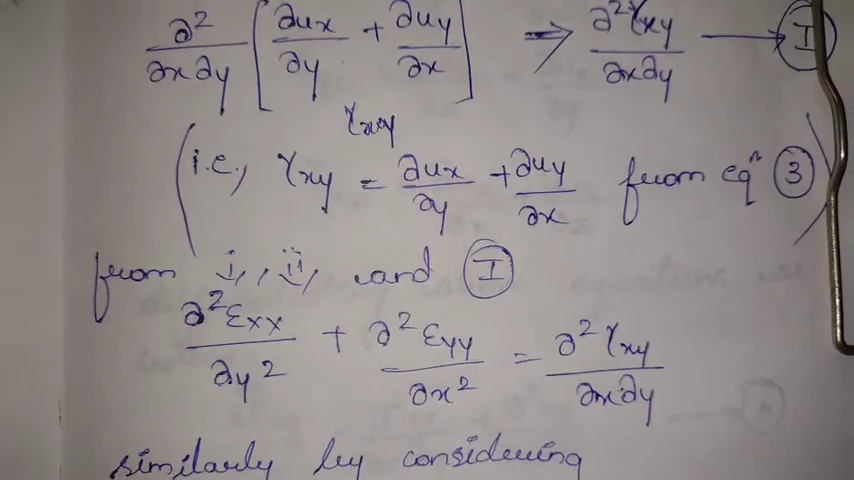 ∂²/∂x∂y [∂ux/∂y + ∂uy/∂x] ⇒ ∂²γxy/∂x∂y → I
γxy
(i.e., γxy = ∂ux/∂y + ∂uy/∂x from eqⁿ 3)
from i, ii, and I
∂²εxx/∂y² + ∂²εyy/∂x² = ∂²γxy/∂x∂y
similarly by considering